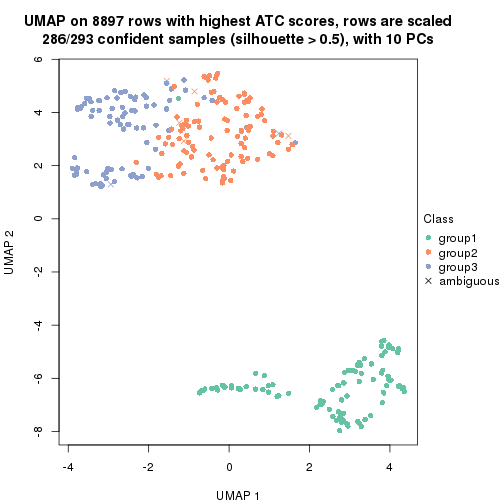 UMAP on 8897 rows with highest ATC scores, rows are scaled
286/293 confident samples (silhouette > 0.5), with 10 PCs
6
4
2
0
-2
-4
-6
-8
UMAP 2
-4
-2
0
2
4
UMAP 1
Class
group1
group2
group3
ambiguous